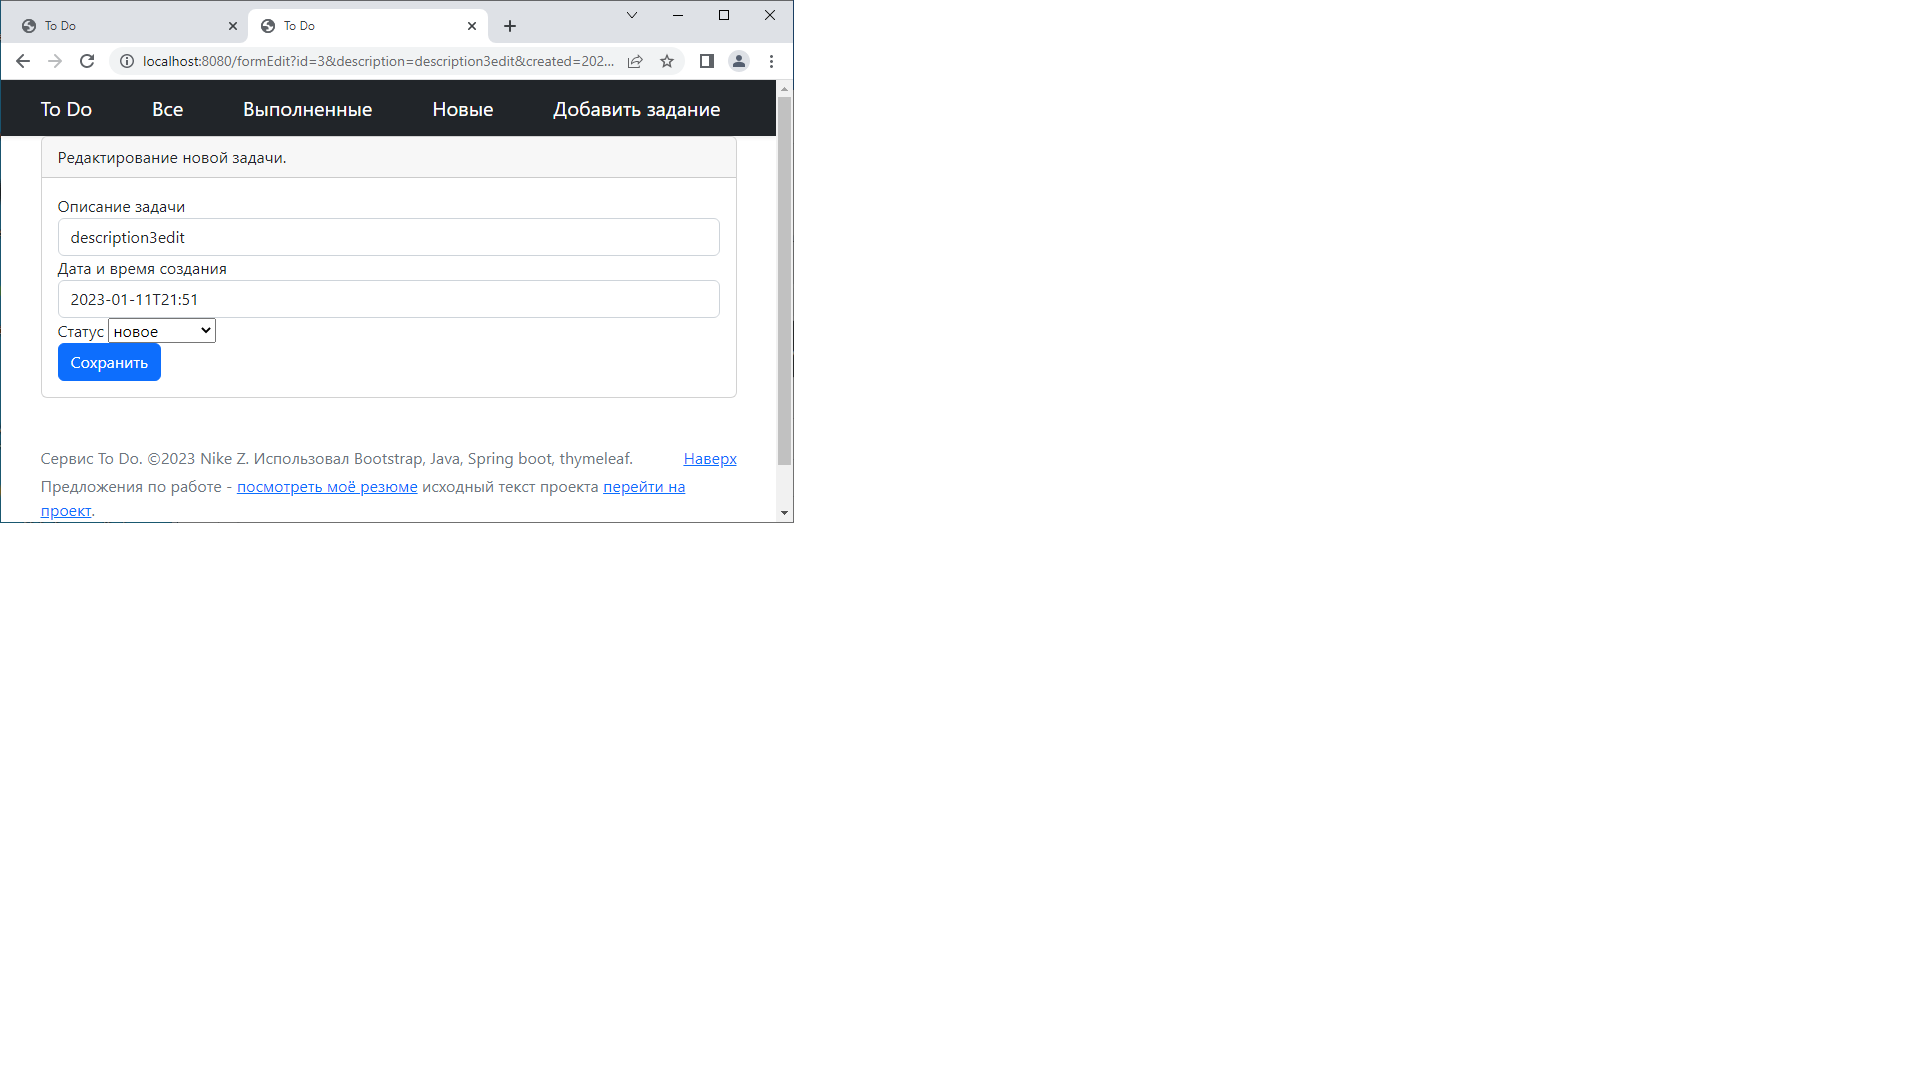 To Do
To Do
localhost:8080/formEdit?id=3&description=description3edit&created=202...
To Do Все Выполненные Новые Добавить задание
Редактирование новой задачи.
Описание задачи
description3edit
Дата и время создания
2023-01-11T21:51
Статус новое
Сохранить
Сервис To Do. ©2023 Nike Z. Использовал Bootstrap, Java, Spring boot, thymeleaf. Наверх
Предложения по работе - посмотреть моё резюме исходный текст проекта перейти на
проект.